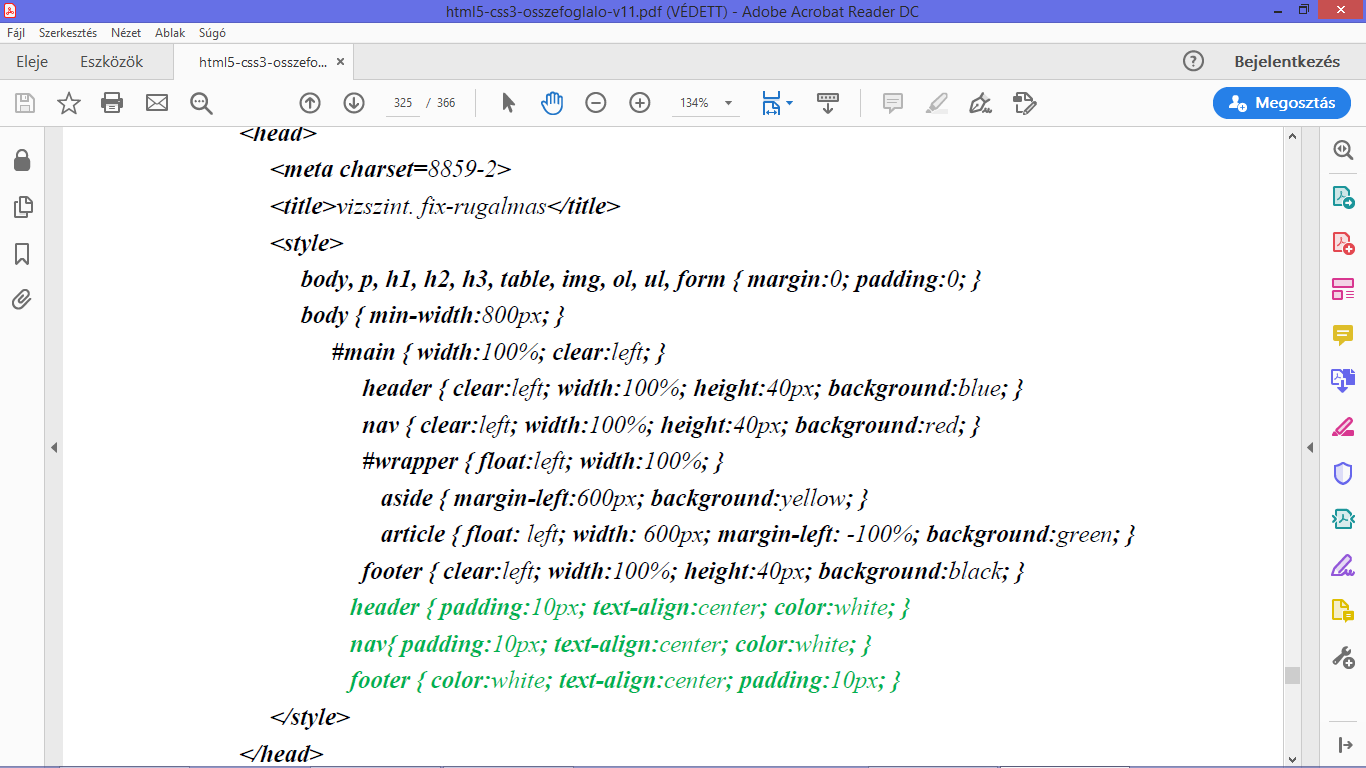 html5-css3-osszefoglalo-v11.pdf (VÉDETT) - Adobe Acrobat Reader DC
Fájl Szerkesztés Nézet Ablak Súgó
Eleje Eszközök html5-css3-osszefo... × ? Bejelentkezés
325 / 366 134% Megosztás
<head>
<meta charset=8859-2>
<title>vizszint. fix-rugalmas</title>
<style>
body, p, h1, h2, h3, table, img, ol, ul, form { margin:0; padding:0; }
body { min-width:800px; }
#main { width:100%; clear:left; }
header { clear:left; width:100%; height:40px; background:blue; }
nav { clear:left; width:100%; height:40px; background:red; }
#wrapper { float:left; width:100%; }
aside { margin-left:600px; background:yellow; }
article { float: left; width: 600px; margin-left: -100%; background:green; }
footer { clear:left; width:100%; height:40px; background:black; }
header { padding:10px; text-align:center; color:white; }
nav{ padding:10px; text-align:center; color:white; }
footer { color:white; text-align:center; padding:10px; }
</style>
</head>